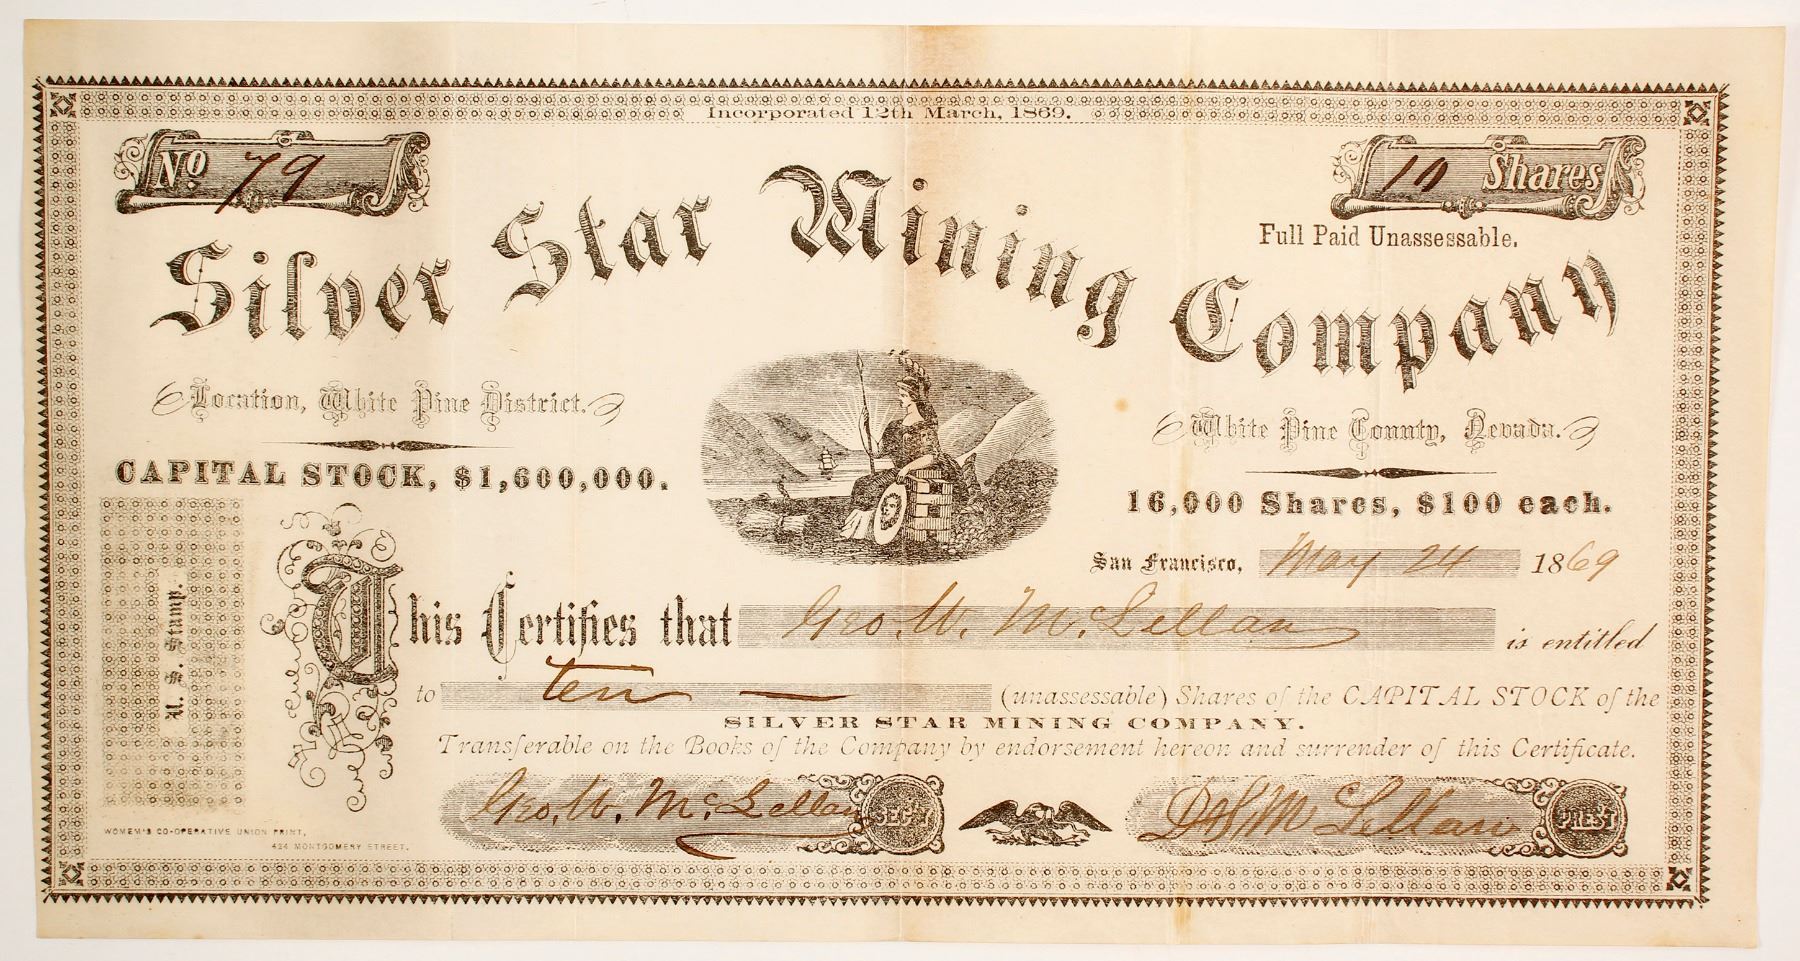 Incorporated 12th March, 1869.
No. 79
10 Shares
Full Paid Unassessable.
Silver Star Mining Company
Location, White Pine District.
White Pine County, Nevada.
CAPITAL STOCK, $1,600,000.
16,000 Shares, $100 each.
San Francisco, May 24 1869
U. S. Stamp.
This Certifies that Geo. W. McLellan is entitled
to ten — (unassessable) Shares of the CAPITAL STOCK of the
SILVER STAR MINING COMPANY.
Transferable on the Books of the Company by endorsement hereon and surrender of this Certificate.
Geo. W. McLellan SEC'Y
McLellan PREST
WOMEM'S CO-OPERATIVE UNION PRINT,
424 MONTGOMERY STREET.